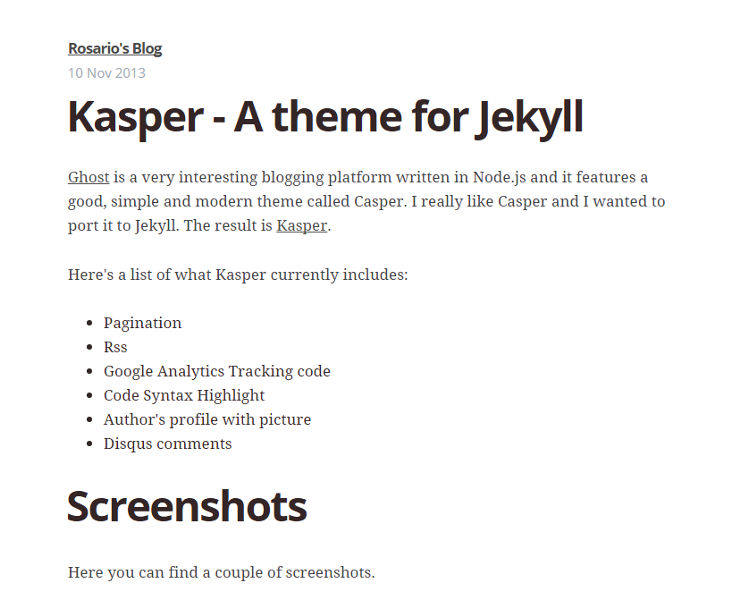 Rosario's Blog
10 Nov 2013
Kasper - A theme for Jekyll
Ghost is a very interesting blogging platform written in Node.js and it features a
good, simple and modern theme called Casper. I really like Casper and I wanted to
port it to Jekyll. The result is Kasper.
Here's a list of what Kasper currently includes:
• Pagination
• Rss
• Google Analytics Tracking code
• Code Syntax Highlight
• Author's profile with picture
• Disqus comments
Screenshots
Here you can find a couple of screenshots.